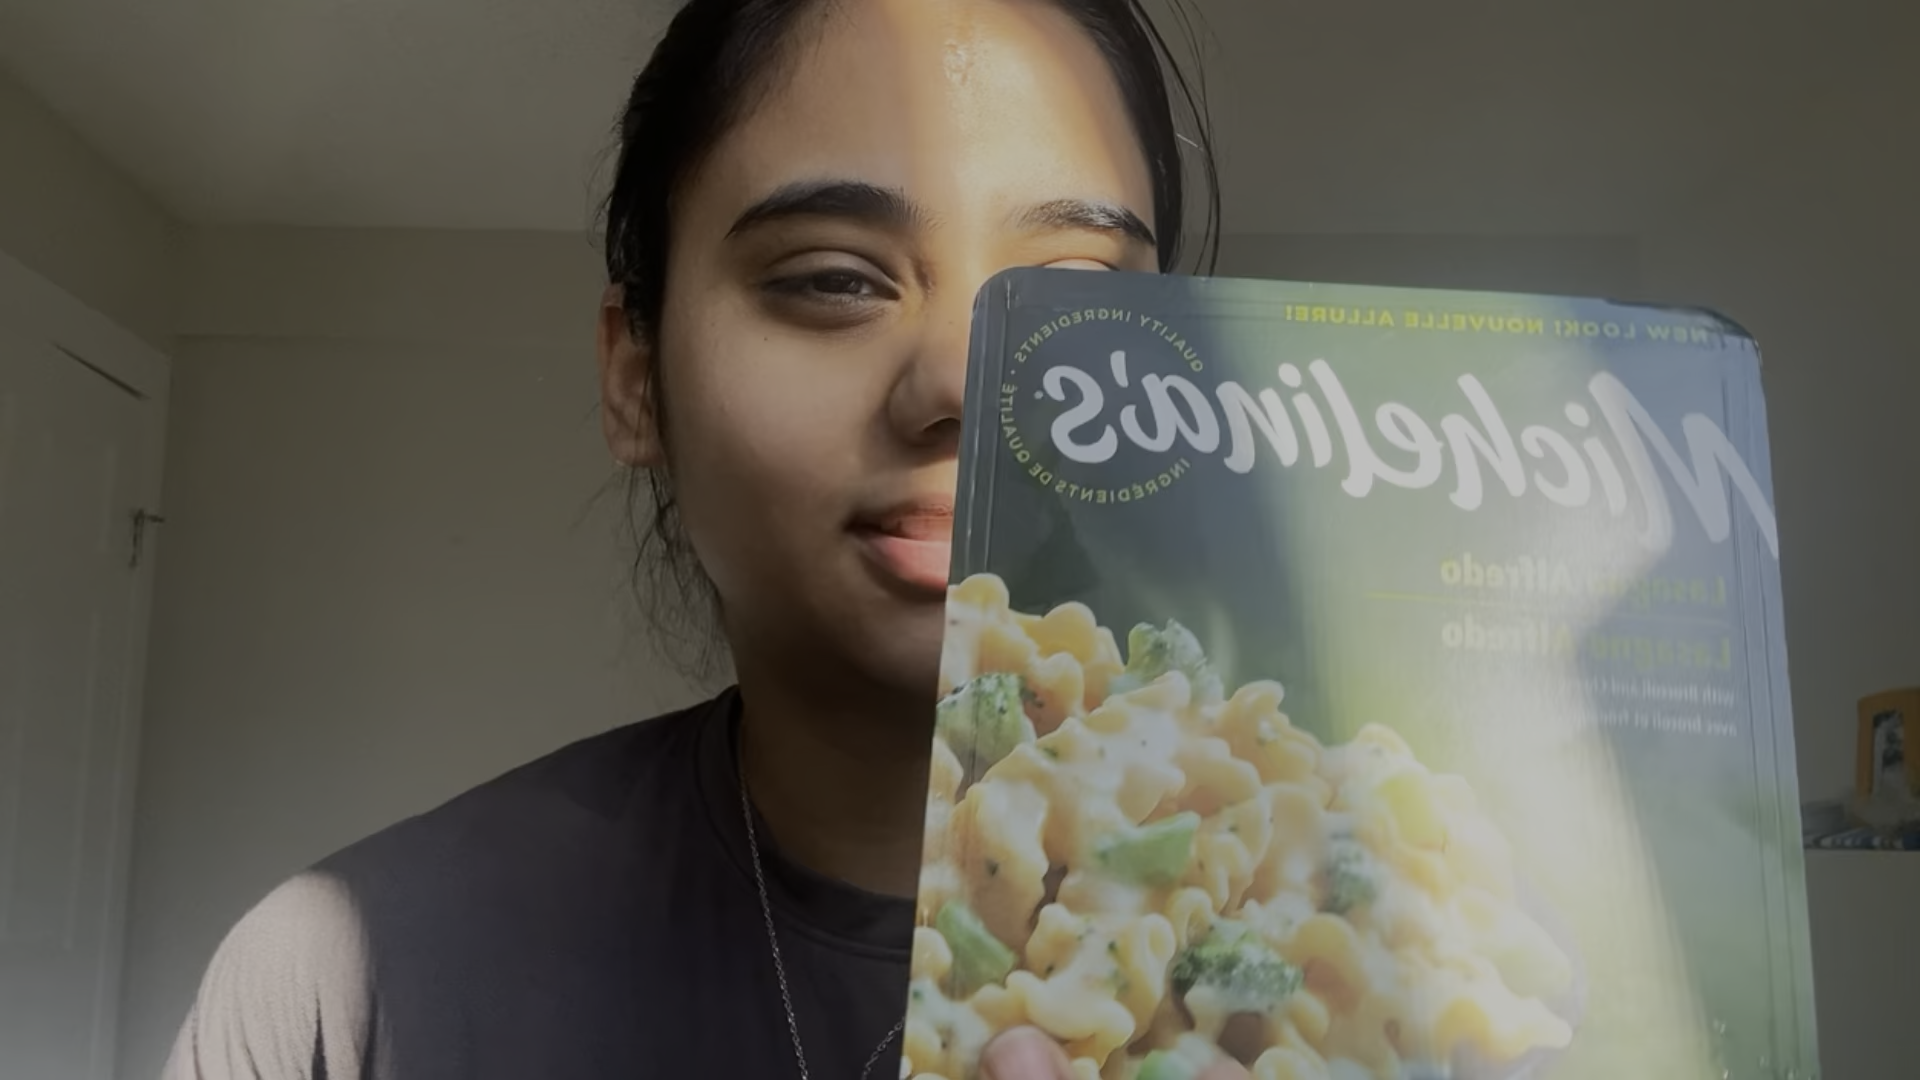 NEW LOOK! NOUVELLE ALLURE!
QUALITY INGREDIENTS • INGRÉDIENTS DE QUALITÉ •
Michelina's
Lasagna Alfredo
Lasagne Alfredo
with Broccoli and
avec brocoli et